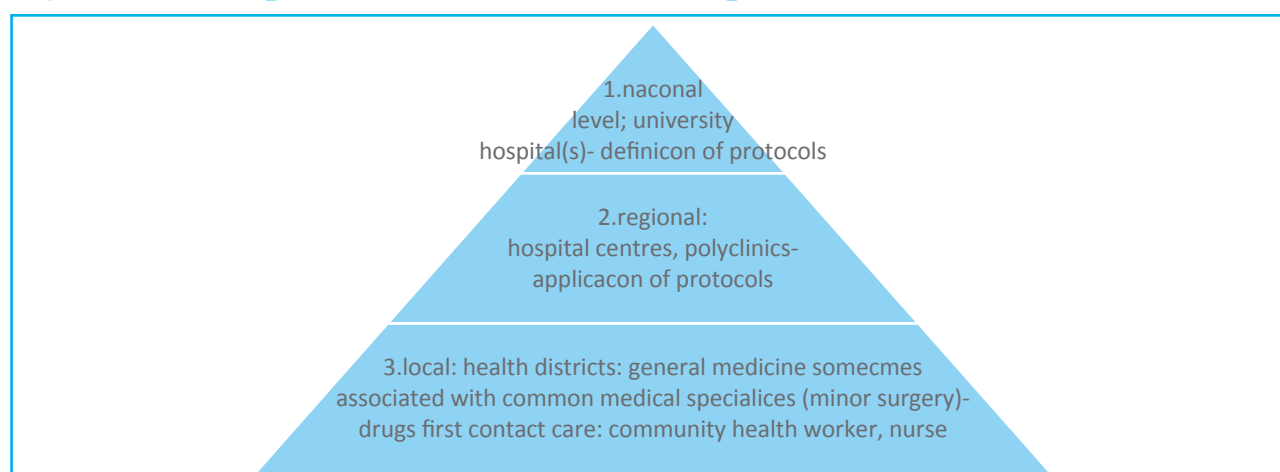 1.naconal
level; university
hospital(s)- definicon of protocols
2.regional:
hospital centres, polyclinics-
applicacon of protocols
3.local: health districts: general medicine somecmes
associated with common medical specialices (minor surgery)-
drugs first contact care: community health worker, nurse